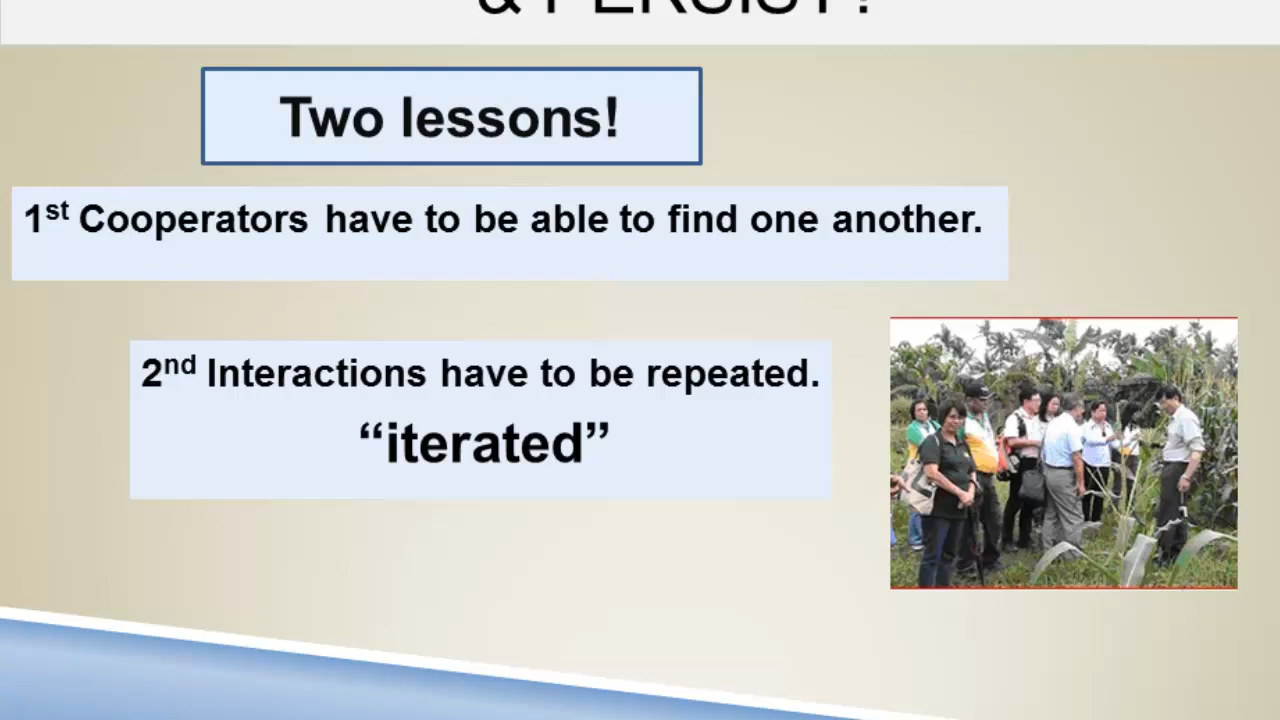 & PERSIST?
Two lessons!
1st Cooperators have to be able to find one another.
2nd Interactions have to be repeated.
“iterated”